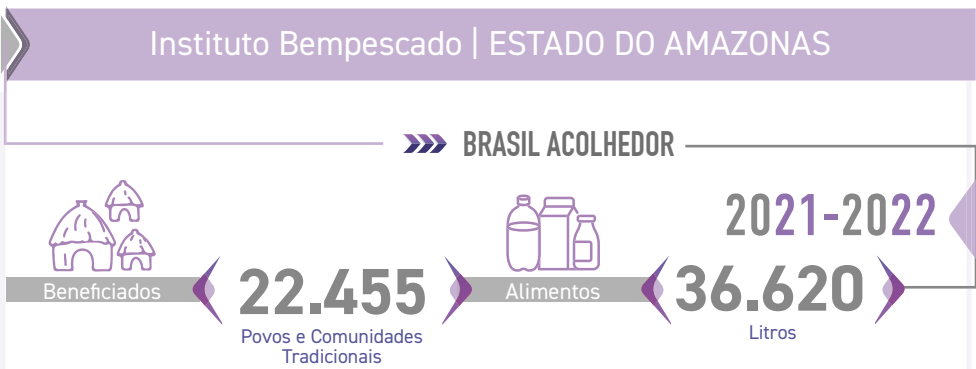 Instituto Bempescado | ESTADO DO AMAZONAS
BRASIL ACOLHEDOR
2021-2022
Beneficiados
22.455
Povos e Comunidades
Tradicionais
Alimentos
36.620
Litros